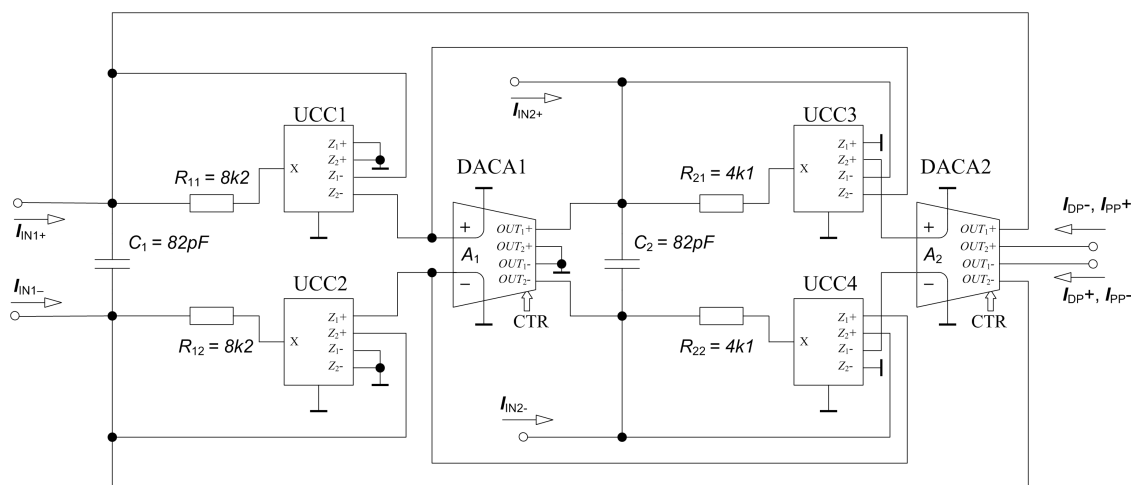 UCC1
X
Z1+
Z2+
Z1-
Z2-
R11 = 8k2
IIN1+
C1 = 82pF
IIN1–
UCC2
X
Z1+
Z2+
Z1-
Z2-
R12 = 8k2
DACA1
+
A1
–
OUT1+
OUT2+
OUT1-
OUT2-
CTR
IIN2+
UCC3
X
Z1+
Z2+
Z1-
Z2-
R21 = 4k1
C2 = 82pF
UCC4
X
Z1+
Z2+
Z1-
Z2-
R22 = 4k1
IIN2-
DACA2
+
A2
–
OUT1+
OUT2+
OUT1-
OUT2-
CTR
IDP-, IPP+
IDP+, IPP-